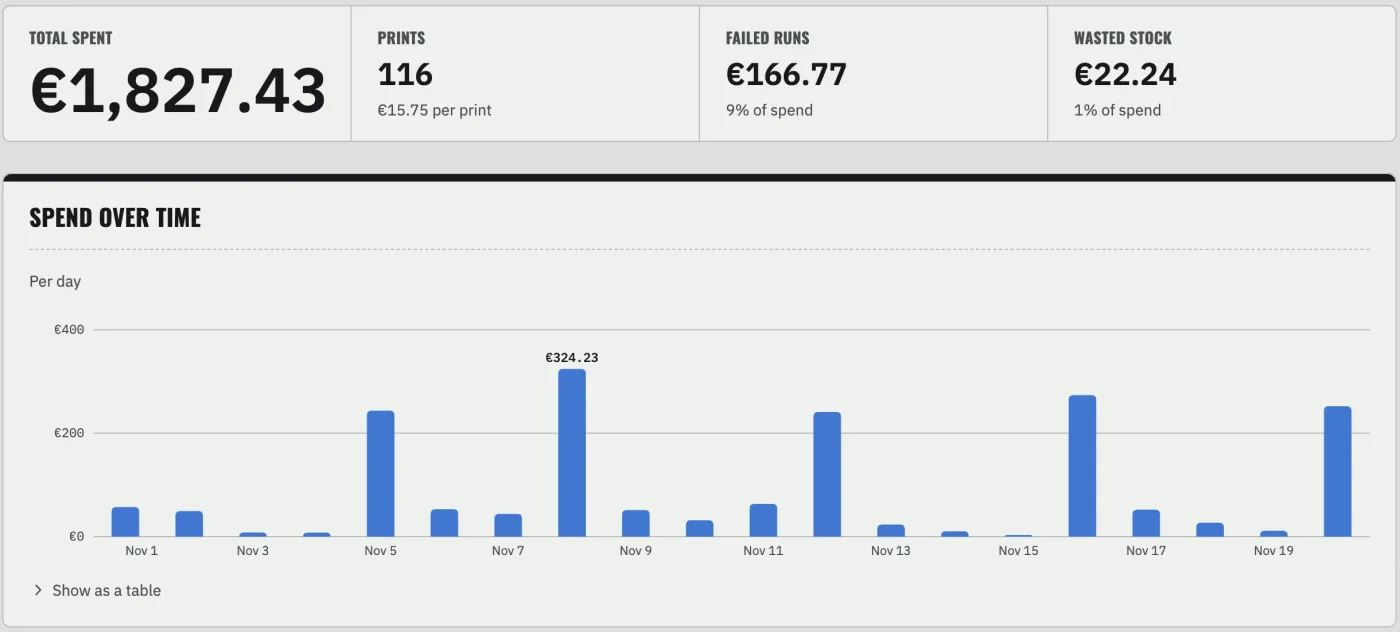 TOTAL SPENT
€1,827.43
PRINTS
116
€15.75 per print
FAILED RUNS
€166.77
9% of spend
WASTED STOCK
€22.24
1% of spend
SPEND OVER TIME
Per day
€400
€324.23
€200
€0
Nov 1 Nov 3 Nov 5 Nov 7 Nov 9 Nov 11 Nov 13 Nov 15 Nov 17 Nov 19
Show as a table